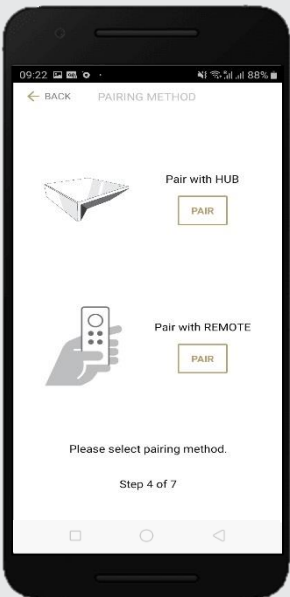 09:22 88%
← BACK PAIRING METHOD
Pair with HUB
PAIR
Pair with REMOTE
PAIR
Please select pairing method.
Step 4 of 7